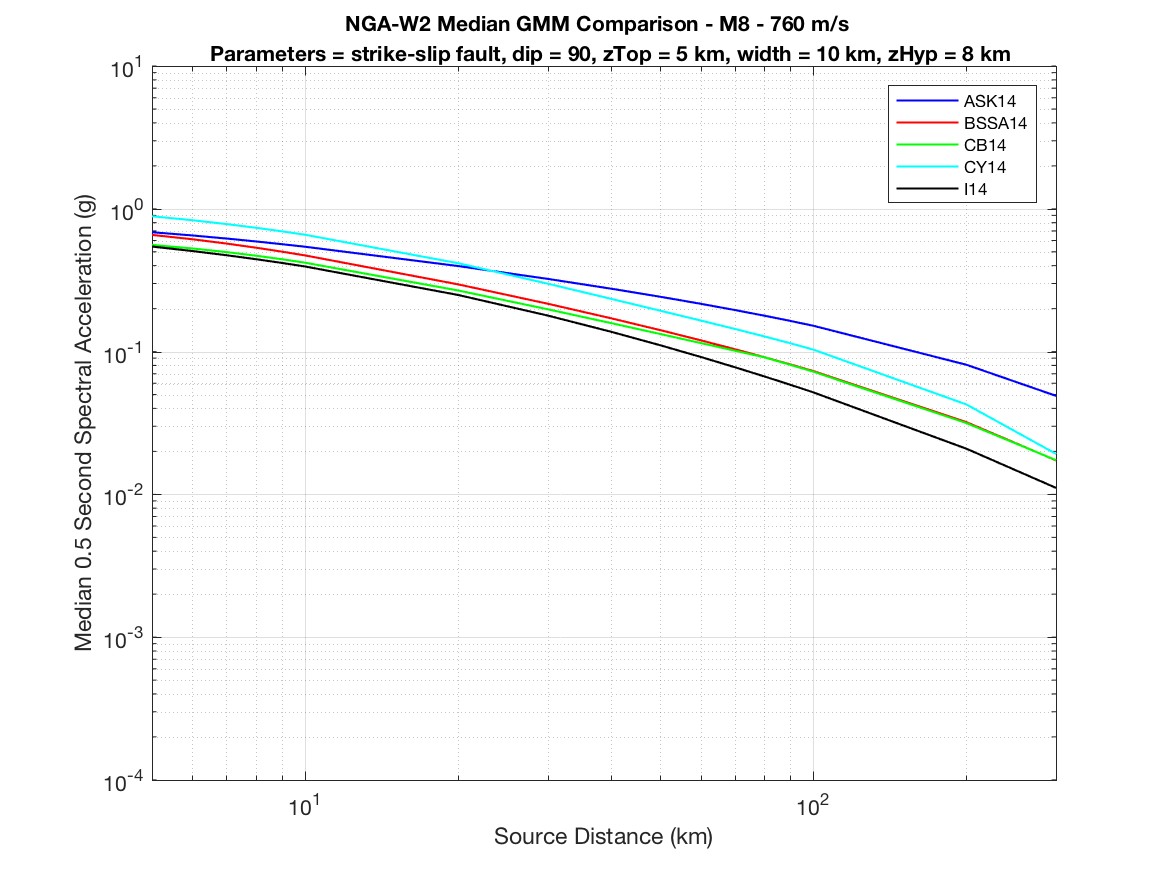 NGA-W2 Median GMM Comparison - M8 - 760 m/s
Parameters = strike-slip fault, dip = 90, zTop = 5 km, width = 10 km, zHyp = 8 km
10^1
10^0
10^-1
10^-2
10^-3
10^-4
Median 0.5 Second Spectral Acceleration (g)
ASK14
BSSA14
CB14
CY14
I14
10^1
10^2
Source Distance (km)